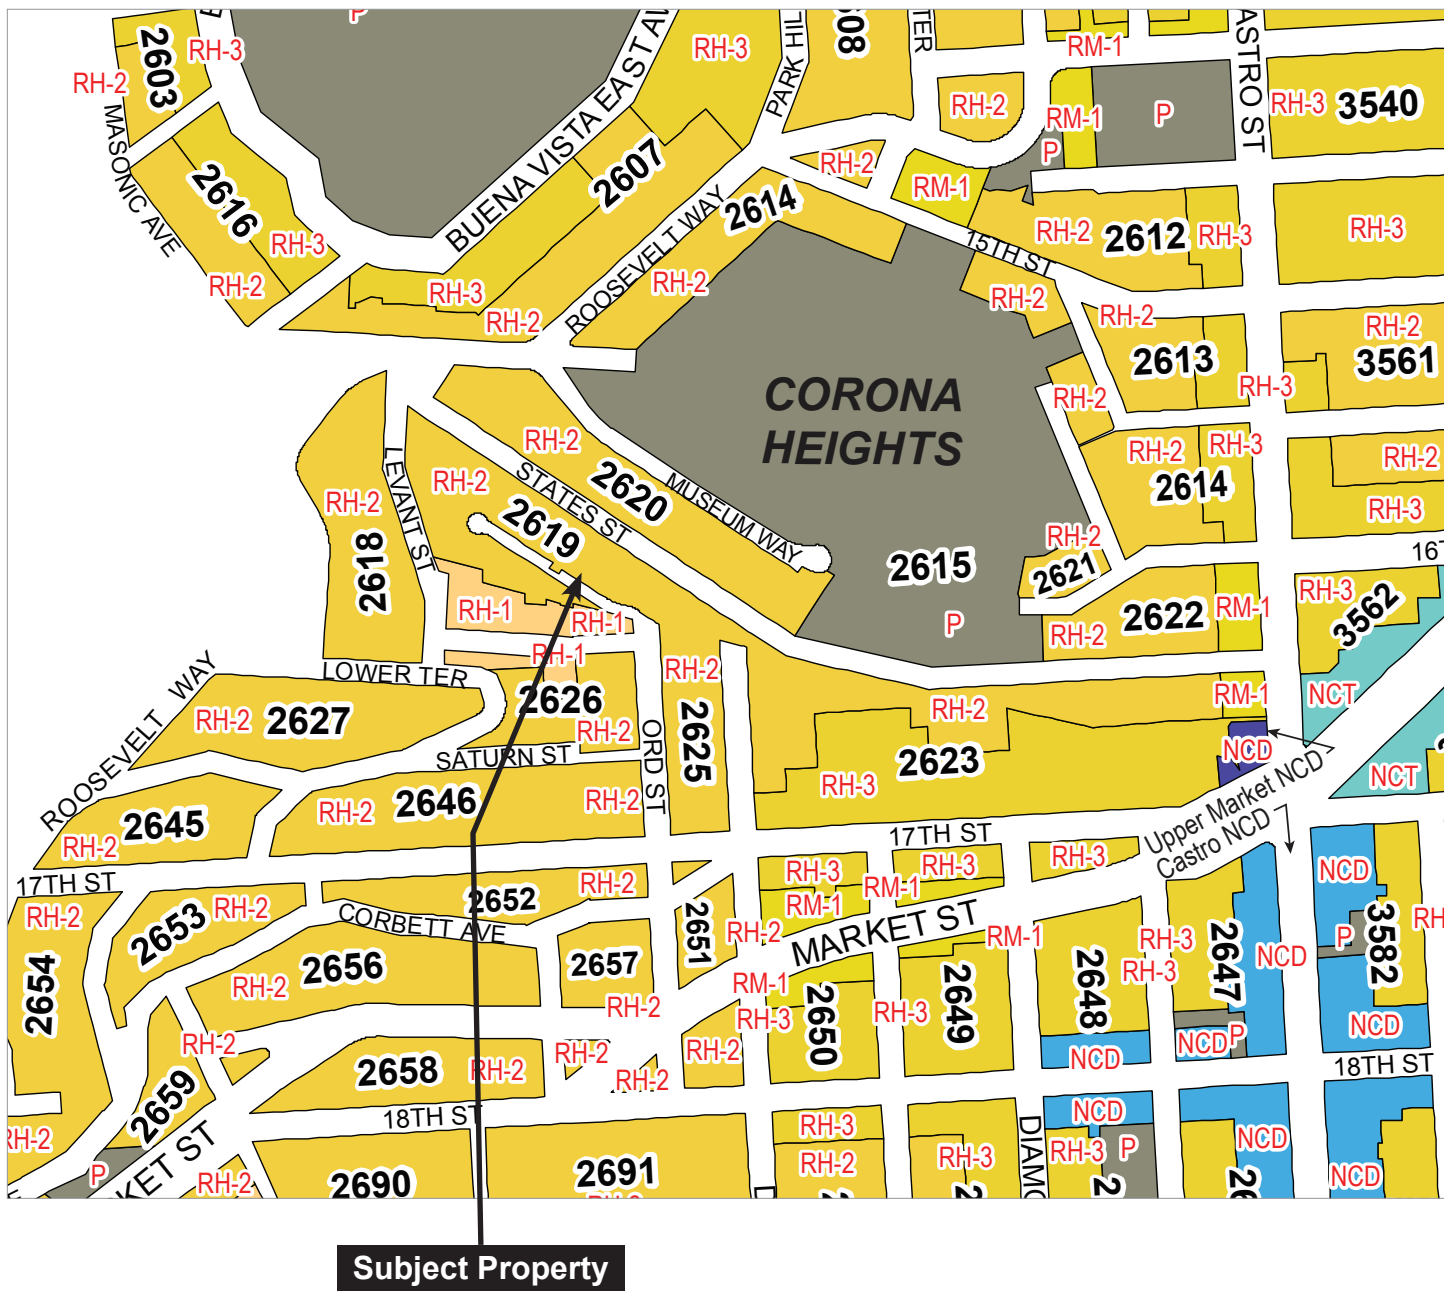 P
RH-3
2603
RH-2
MASONIC AVE
2616
RH-3
RH-2
BUENA VISTA EAST AV
RH-3
PARK HIL
608
TER
RH-2
RM-1
RM-1
P
P
ASTRO ST
RH-3
3540
2607
RH-2
RM-1
2614
ROOSEVELT WAY
RH-2
15TH ST
RH-2
2612
RH-3
RH-3
RH-3
RH-2
RH-2
RH-2
RH-2
2613
3561
RH-3
CORONA
HEIGHTS
RH-2
RH-2
2620
MUSEUM WAY
STATES ST
RH-2
2619
LEVANT ST
RH-2
2618
RH-2
RH-3
2614
RH-2
RH-3
16T
2615
P
RH-2
2621
2622
RM-1
RH-2
RH-3
3562
RH-1
RH-1
RH-1
LOWER TER
2626
RH-2
RH-2
2625
ORD ST
ROOSEVELT WAY
RH-2
2627
SATURN ST
RH-2
RM-1
NCT
2623
NCD
NCT
RH-3
Upper Market NCD
Castro NCD
RH-2
2646
RH-2
2645
RH-2
17TH ST
17TH ST
RH-3
RH-3
RH-3
RM-1
RM-1
NCD
RH-2
2653
RH-2
2652
RH-2
CORBETT AVE
2651
RH-2
MARKET ST
RM-1
RH-3
2647
P
3582
RH
2654
RH-2
2656
2657
RH-2
RM-1
RH-3
2650
RH-3
2649
2648
RH-3
NCD
NCD
RH-2
2659
2658
RH-2
RH-2
RH-2
RH-2
NCD
NCD
P
18TH ST
18TH ST
RH-2
P
KET ST
RH-2
2690
2691
RH-3
RH-2
RH-3
DIAMO
NCD
RH-3
P
NCD
NCD
Subject Property